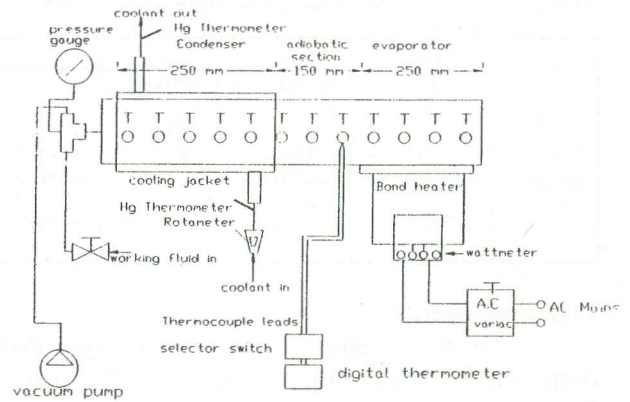 coolant out
pressure
gauge
Hg Thermometer
Condenser
adiabatic
section
evaporator
250 mm
150 mm
250 mm
T T T T T T T T T T T T
cooling jacket
Bond heater
Hg Thermometer
Rotameter
working fluid in
wattmeter
coolant in
A.C
variac
AC Mains
Thermocouple leads
selector switch
digital thermometer
vacuum pump